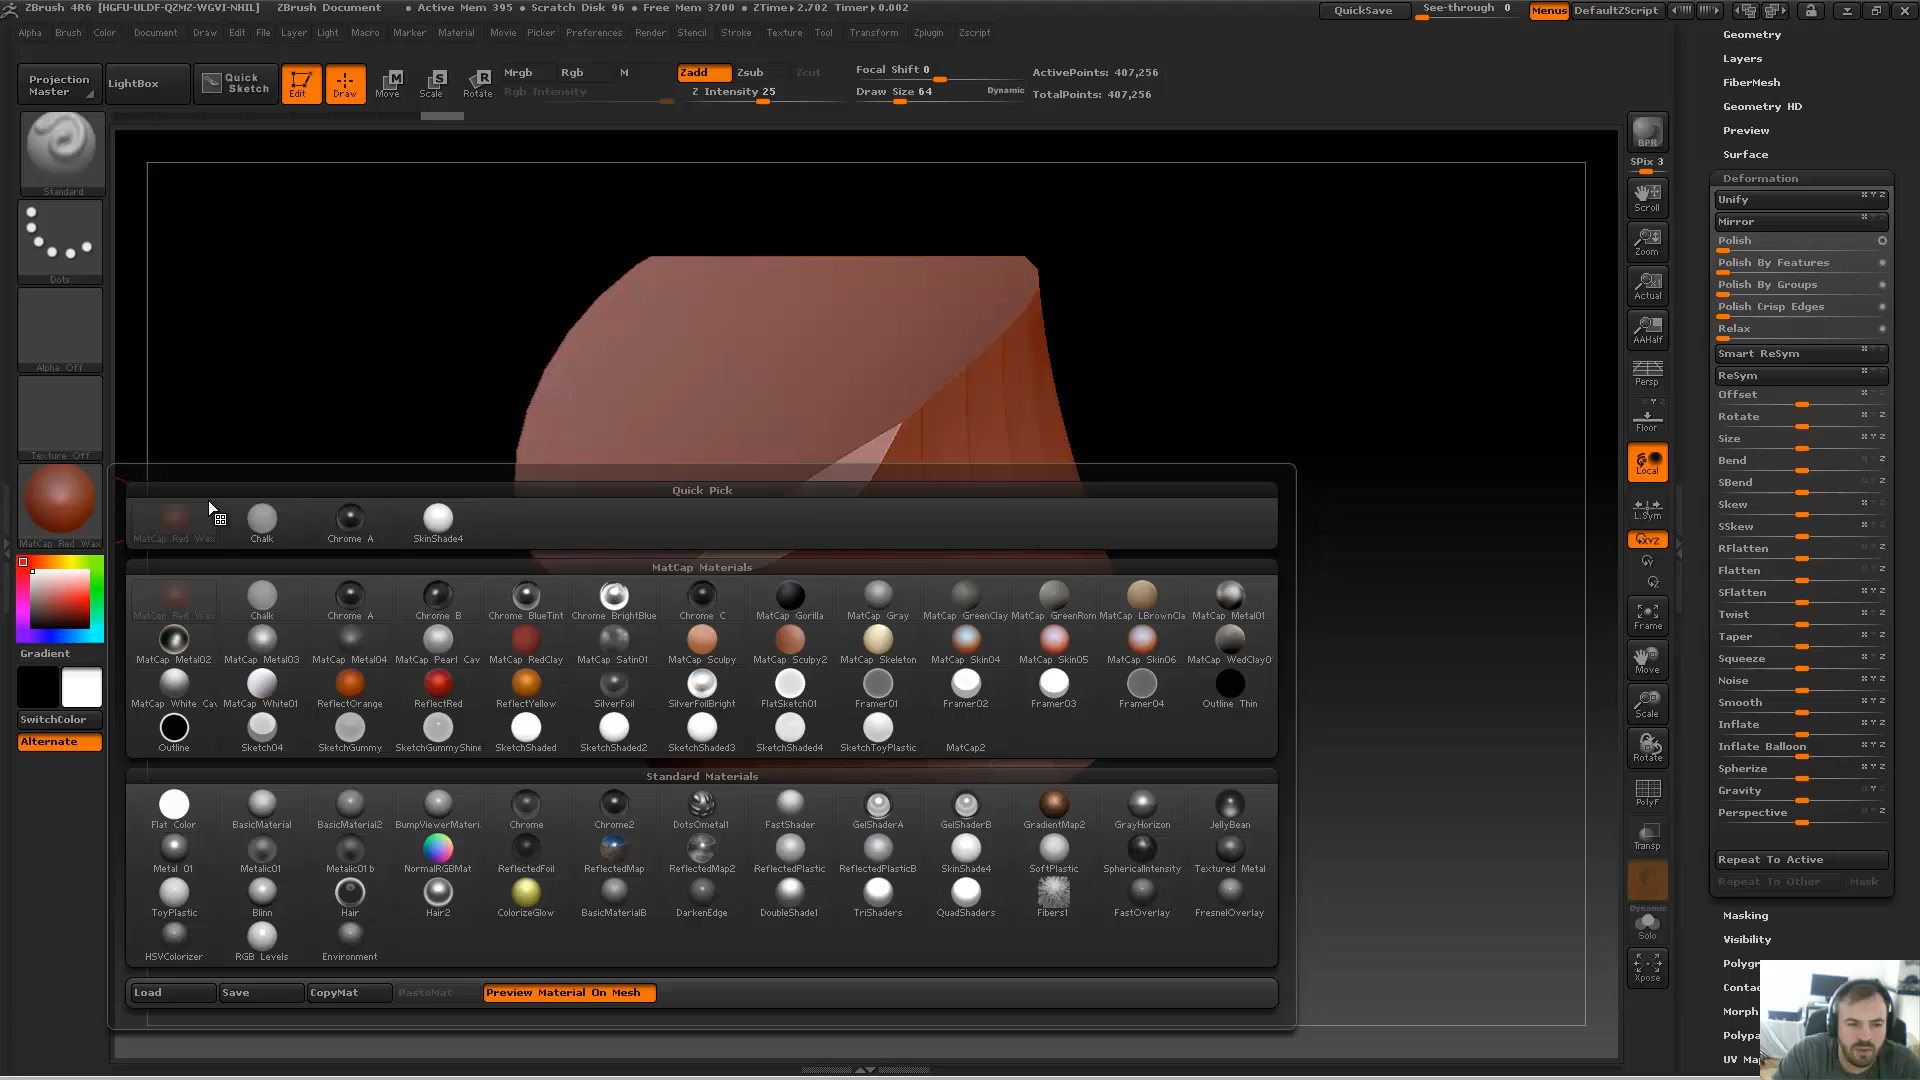 ZBrush 4R6 [HGFU-ULDF-QZMZ-WGVI-NHIL] ZBrush Document • Active Mem 395 • Scratch Disk 96 • Free Mem 3700 • ZTime▸2.702 Timer▸0.002 QuickSave See-through 0 Menus DefaultZScript
Alpha Brush Color Document Draw Edit File Layer Light Macro Marker Material Movie Picker Preferences Render Stencil Stroke Texture Tool Transform Zplugin Zscript
Projection Master LightBox Quick Sketch Edit Draw Move Scale Rotate
Mrgb Rgb M Zadd Zsub Zcut Focal Shift 0 ActivePoints: 407,256
Rgb Intensity Z Intensity 25 Draw Size 64 Dynamic TotalPoints: 407,256
Standard
Dots
Alpha Off
Texture Off
MatCap Red Wax
Gradient
SwitchColor
Alternate
Quick Pick
MatCap Red Wax Chalk Chrome A SkinShade4
MatCap Materials
MatCap Red Wax Chalk Chrome A Chrome B Chrome BlueTint Chrome BrightBlue Chrome C MatCap Gorilla MatCap Gray MatCap GreenClay MatCap GreenRom MatCap LBrownCla MatCap Metal01
MatCap Metal02 MatCap Metal03 MatCap Metal04 MatCap Pearl Cav MatCap RedClay MatCap Satin01 MatCap Sculpy MatCap Sculpy2 MatCap Skeleton MatCap Skin04 MatCap Skin05 MatCap Skin06 MatCap WedClay0
MatCap White Cav MatCap White01 ReflectOrange ReflectRed ReflectYellow SilverFoil SilverFoilBright FlatSketch01 Framer01 Framer02 Framer03 Framer04 Outline Thin
Outline Sketch04 SketchGummy SketchGummyShine SketchShaded SketchShaded2 SketchShaded3 SketchShaded4 SketchToyPlastic MatCap2
Standard Materials
Flat Color BasicMaterial BasicMaterial2 BumpViewerMateri Chrome Chrome2 DotsOmetal1 FastShader GelShaderA GelShaderB GradientMap2 GrayHorizon JellyBean
Metal 01 Metalic01 Metalic01 b NormalRGBMat ReflectedFoil ReflectedMap ReflectedMap2 ReflectedPlastic ReflectedPlasticB SkinShade4 SoftPlastic SphericalIntensity Textured Metal
ToyPlastic Blinn Hair Hair2 ColorizeGlow BasicMaterialB DarkenEdge DoubleShade1 TriShaders QuadShaders Fibers1 FastOverlay FresnelOverlay
HSVColorizer RGB Levels Environment
Load Save CopyMat PasteMat Preview Material On Mesh
BPR
SPix 3
Scroll
Zoom
Actual
AAHalf
Persp
Floor
Local
L.Sym
XYZ
Y
Z
Frame
Move
Scale
Rotate
PolyF
Transp
Dynamic
Solo
Xpose
Geometry
Layers
FiberMesh
Geometry HD
Preview
Surface
Deformation
Unify
Mirror
Polish
Polish By Features
Polish By Groups
Polish Crisp Edges
Relax
Smart ReSym
ReSym
Offset
Rotate
Size
Bend
SBend
Skew
SSkew
RFlatten
Flatten
SFlatten
Twist
Taper
Squeeze
Noise
Smooth
Inflate
Inflate Balloon
Spherize
Gravity
Perspective
Repeat To Active
Repeat To Other Mask
Masking
Visibility
Polygr
Contac
Morph
Polypa
UV Ma